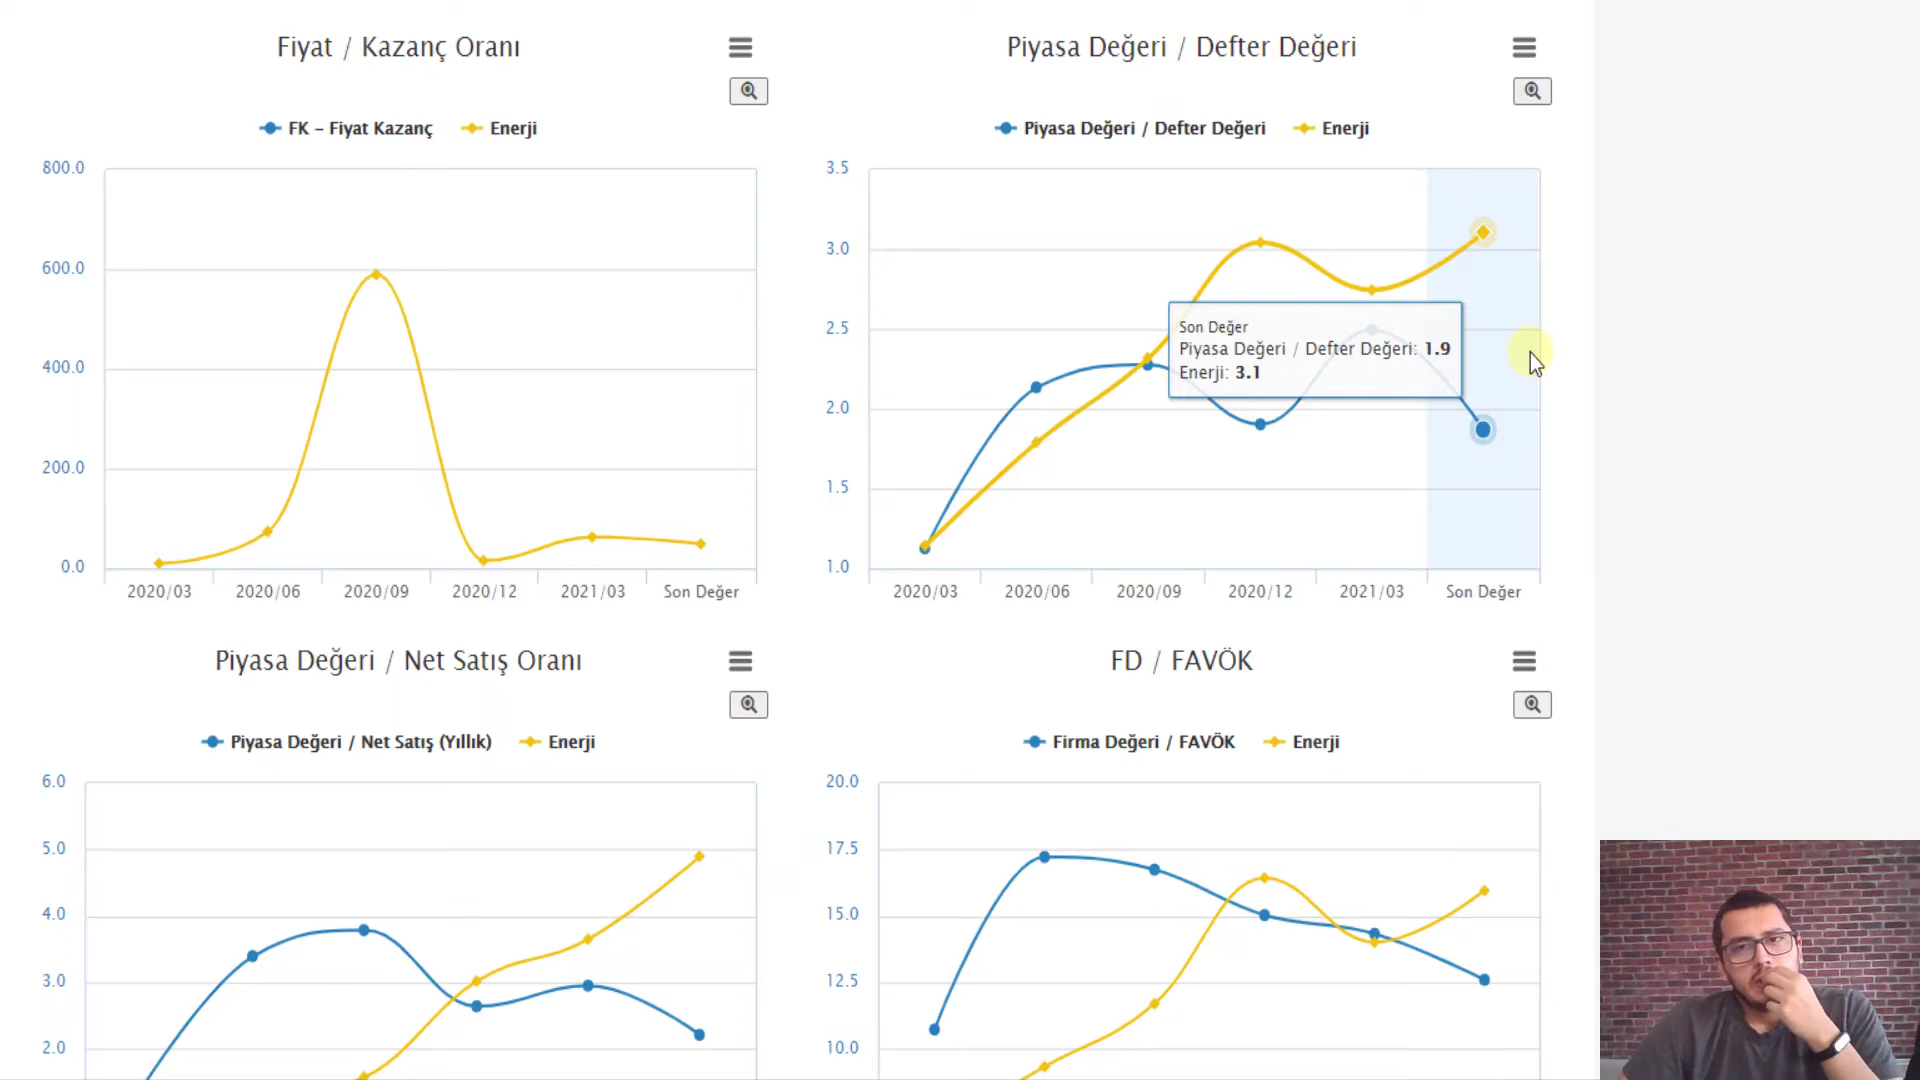 Fiyat / Kazanç Oranı
FK – Fiyat Kazanç
Enerji
800.0
600.0
400.0
200.0
0.0
2020/03
2020/06
2020/09
2020/12
2021/03
Son Değer
Piyasa Değeri / Defter Değeri
Piyasa Değeri / Defter Değeri
Enerji
3.5
3.0
2.5
2.0
1.5
1.0
Son Değer
Piyasa Değeri / Defter Değeri: 1.9
Enerji: 3.1
2020/03
2020/06
2020/09
2020/12
2021/03
Son Değer
Piyasa Değeri / Net Satış Oranı
Piyasa Değeri / Net Satış (Yıllık)
Enerji
6.0
5.0
4.0
3.0
2.0
FD / FAVÖK
Firma Değeri / FAVÖK
Enerji
20.0
17.5
15.0
12.5
10.0